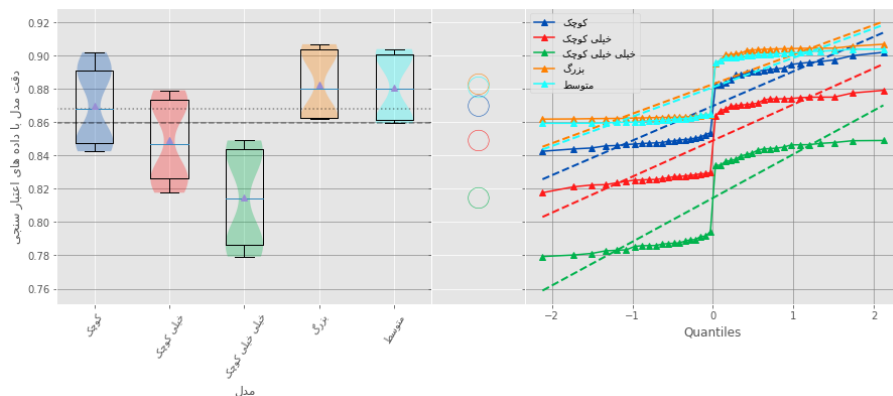 دقت مدل با داده های اعتبار سنجی
0.92
0.90
0.88
0.86
0.84
0.82
0.80
0.78
0.76
کوچک
خیلی کوچک
خیلی خیلی کوچک
بزرگ
متوسط
مدل
کوچک
خیلی کوچک
خیلی خیلی کوچک
بزرگ
متوسط
−2
−1
0
1
2
Quantiles